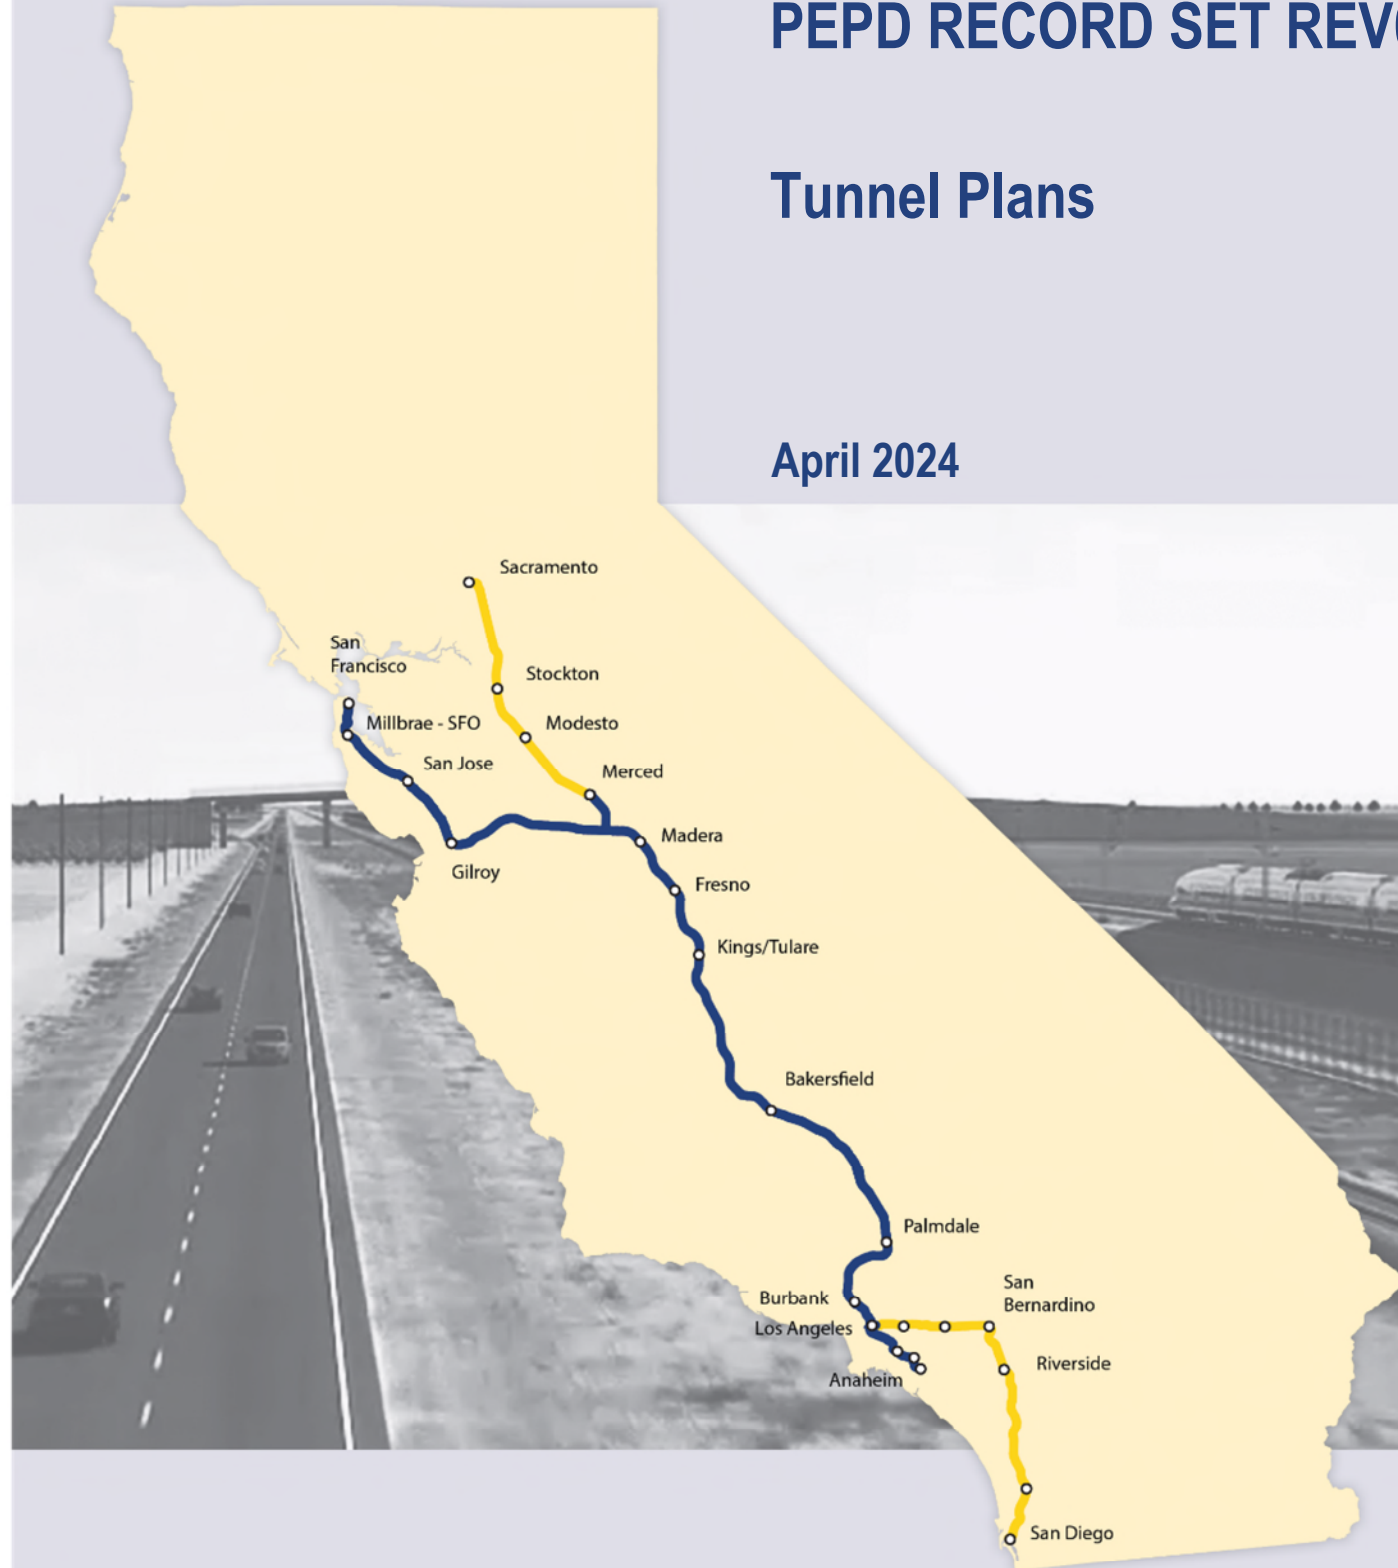 PEPD RECORD SET REV
Tunnel Plans
April 2024
Sacramento
San
Francisco
Stockton
Millbrae - SFO
Modesto
San Jose
Merced
Madera
Gilroy
Fresno
Kings/Tulare
Bakersfield
Palmdale
San
Bernardino
Burbank
Los Angeles
Riverside
Anaheim
San Diego